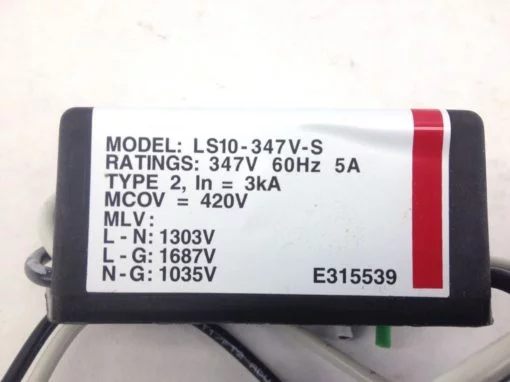 MODEL: LS10-347V-S
RATINGS: 347V 60Hz 5A
TYPE 2, In = 3kA
MCOV = 420V
MLV:
L-N: 1303V
L-G: 1687V
N-G: 1035V
E315539